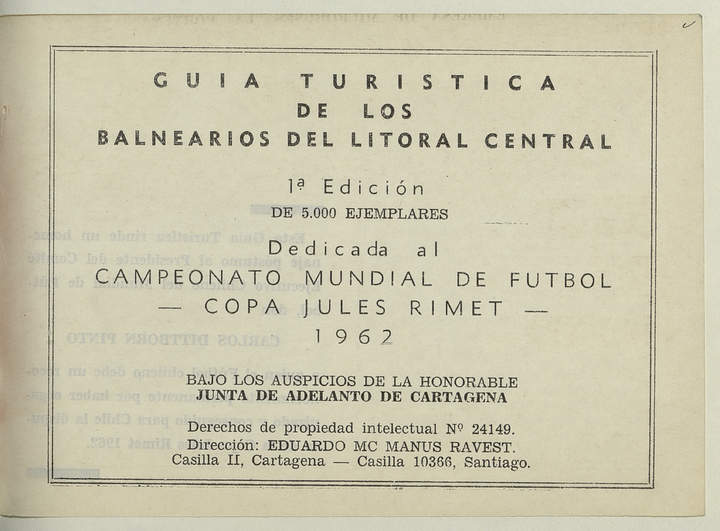 GUIA TURISTICA
DE LOS
BALNEARIOS DEL LITORAL CENTRAL
1ª Edición
DE 5.000 EJEMPLARES
Dedicada al
CAMPEONATO MUNDIAL DE FUTBOL
— COPA JULES RIMET —
1962
BAJO LOS AUSPICIOS DE LA HONORABLE
JUNTA DE ADELANTO DE CARTAGENA
Derechos de propiedad intelectual Nº 24149.
Dirección: EDUARDO MC MANUS RAVEST.
Casilla II, Cartagena — Casilla 10366, Santiago.